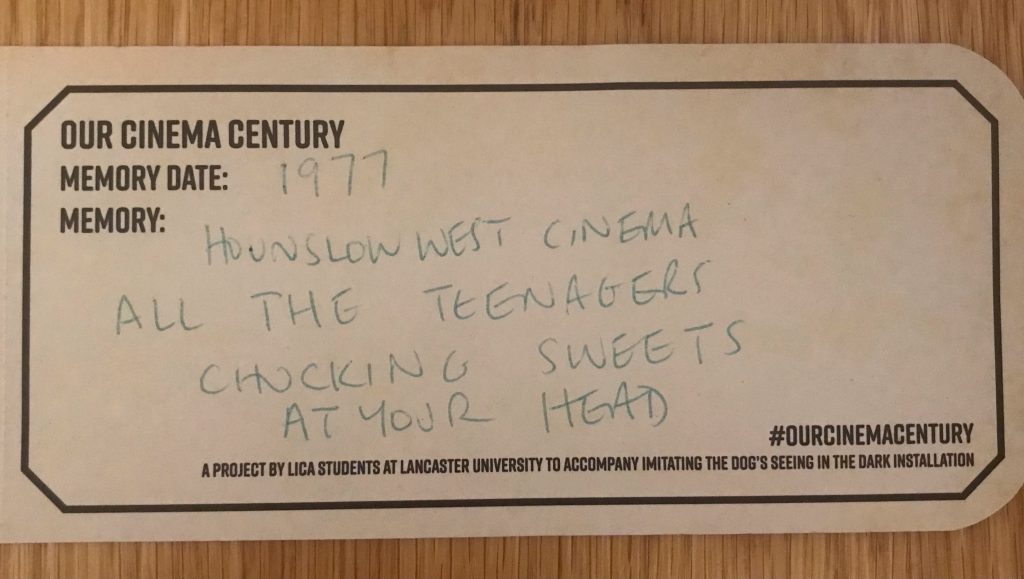 OUR CINEMA CENTURY
MEMORY DATE: 1977
MEMORY:
HOUNSLOW WEST CINEMA
ALL THE TEENAGERS
CHUCKING SWEETS
AT YOUR HEAD
#OURCINEMACENTURY
A PROJECT BY LICA STUDENTS AT LANCASTER UNIVERSITY TO ACCOMPANY IMITATING THE DOG'S SEEING IN THE DARK INSTALLATION